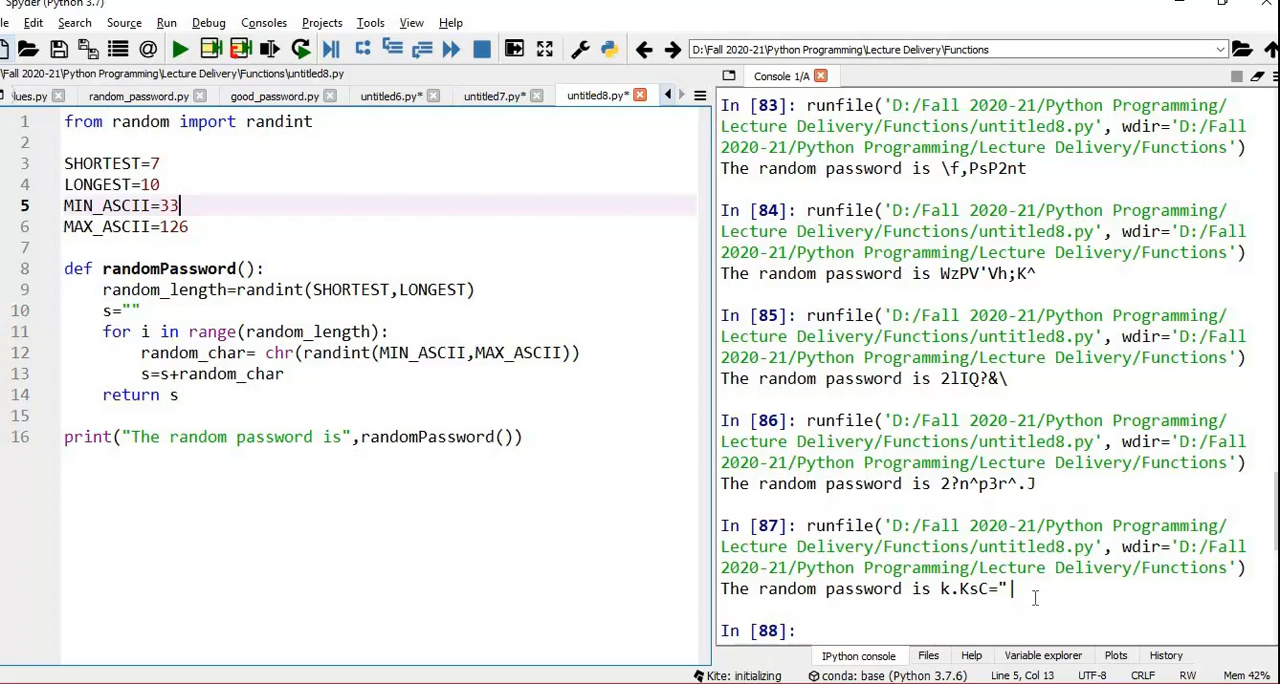 Spyder (Python 3.7)
le Edit Search Source Run Debug Consoles Projects Tools View Help
D:\Fall 2020-21\Python Programming\Lecture Delivery\Functions
Fall 2020-21\Python Programming\Lecture Delivery\Functions\untitled8.py
lues.py random_password.py good_password.py untitled6.py* untitled7.py* untitled8.py*
1 from random import randint
2
3 SHORTEST=7
4 LONGEST=10
5 MIN_ASCII=33
6 MAX_ASCII=126
7
8 def randomPassword():
9 random_length=randint(SHORTEST,LONGEST)
10 s=""
11 for i in range(random_length):
12 random_char= chr(randint(MIN_ASCII,MAX_ASCII))
13 s=s+random_char
14 return s
15
16 print("The random password is",randomPassword())
Console 1/A
In [83]: runfile('D:/Fall 2020-21/Python Programming/
Lecture Delivery/Functions/untitled8.py', wdir='D:/Fall
2020-21/Python Programming/Lecture Delivery/Functions')
The random password is \f,PsP2nt
In [84]: runfile('D:/Fall 2020-21/Python Programming/
Lecture Delivery/Functions/untitled8.py', wdir='D:/Fall
2020-21/Python Programming/Lecture Delivery/Functions')
The random password is WzPV'Vh;K^
In [85]: runfile('D:/Fall 2020-21/Python Programming/
Lecture Delivery/Functions/untitled8.py', wdir='D:/Fall
2020-21/Python Programming/Lecture Delivery/Functions')
The random password is 2lIQ?&\
In [86]: runfile('D:/Fall 2020-21/Python Programming/
Lecture Delivery/Functions/untitled8.py', wdir='D:/Fall
2020-21/Python Programming/Lecture Delivery/Functions')
The random password is 2?n^p3r^.J
In [87]: runfile('D:/Fall 2020-21/Python Programming/
Lecture Delivery/Functions/untitled8.py', wdir='D:/Fall
2020-21/Python Programming/Lecture Delivery/Functions')
The random password is k.KsC="|
In [88]:
IPython console Files Help Variable explorer Plots History
Kite: initializing conda: base (Python 3.7.6) Line 5, Col 13 UTF-8 CRLF RW Mem 42%